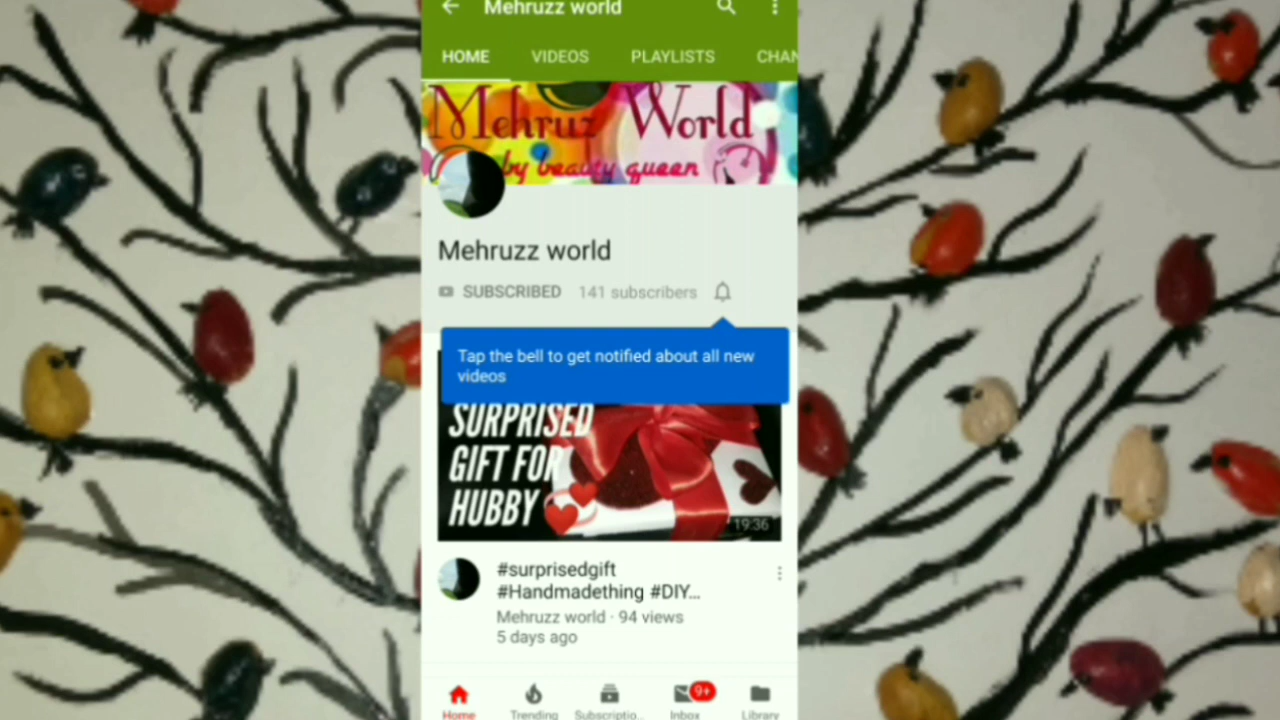 Mehruzz world
HOME VIDEOS PLAYLISTS CHAN
Mehruz World
by beauty queen
Mehruzz world
SUBSCRIBED 141 subscribers
Tap the bell to get notified about all new
videos
SURPRISED
GIFT FOR
HUBBY
19:36
#surprisedgift
#Handmadething #DIY...
Mehruzz world · 94 views
5 days ago
9+
Home Trending Subscriptio... Inbox Library